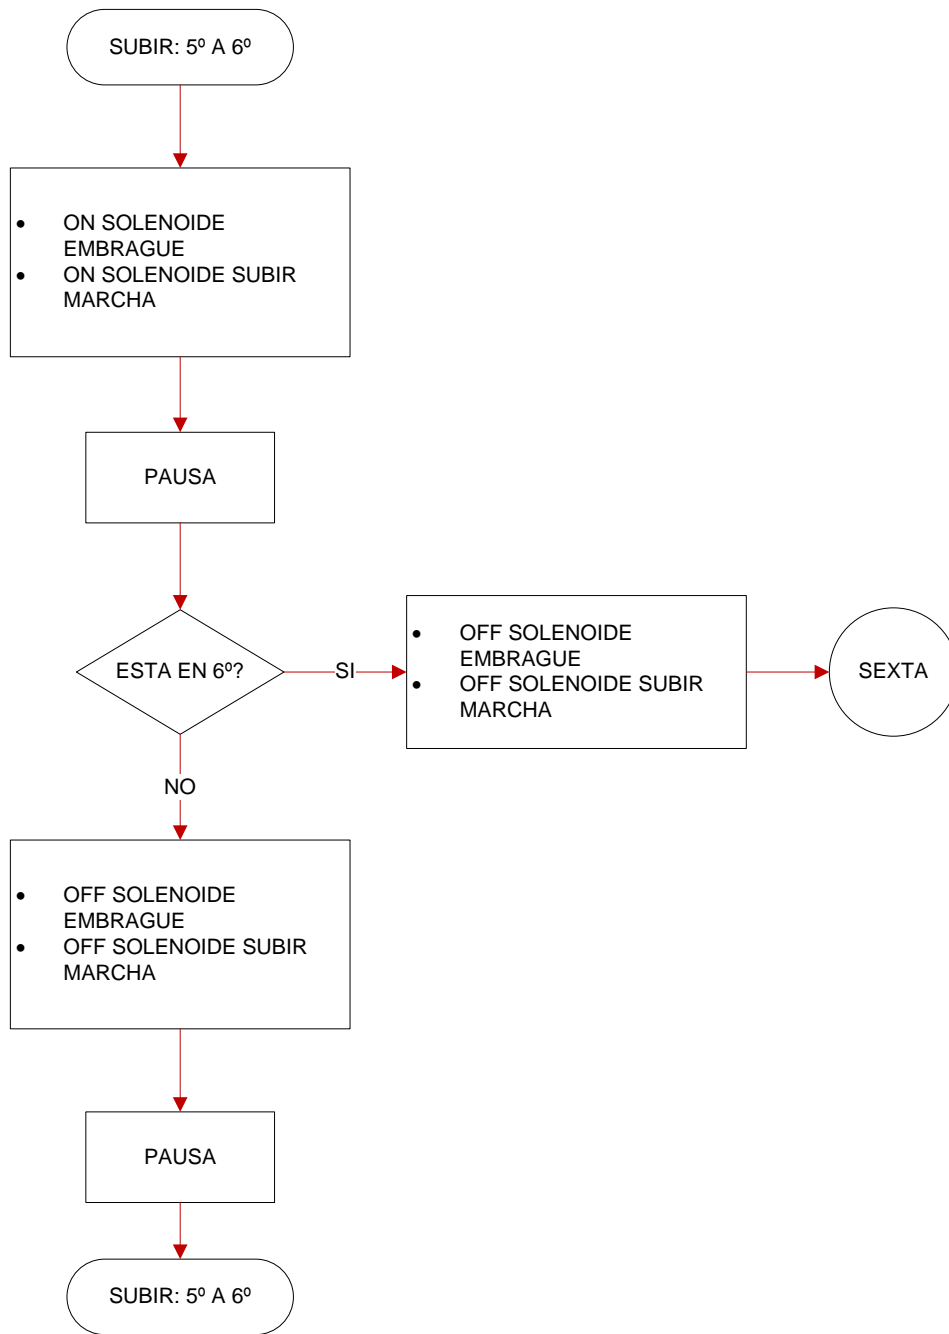 SUBIR: 5º A 6º
• ON SOLENOIDE
EMBRAGUE
• ON SOLENOIDE SUBIR
MARCHA
PAUSA
ESTA EN 6º?
SI
• OFF SOLENOIDE
EMBRAGUE
• OFF SOLENOIDE SUBIR
MARCHA
SEXTA
NO
• OFF SOLENOIDE
EMBRAGUE
• OFF SOLENOIDE SUBIR
MARCHA
PAUSA
SUBIR: 5º A 6º